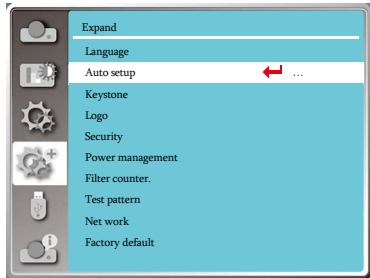 Expand
Language
Auto setup ...
Keystone
Logo
Security
Power management
Filter counter.
Test pattern
Net work
Factory default